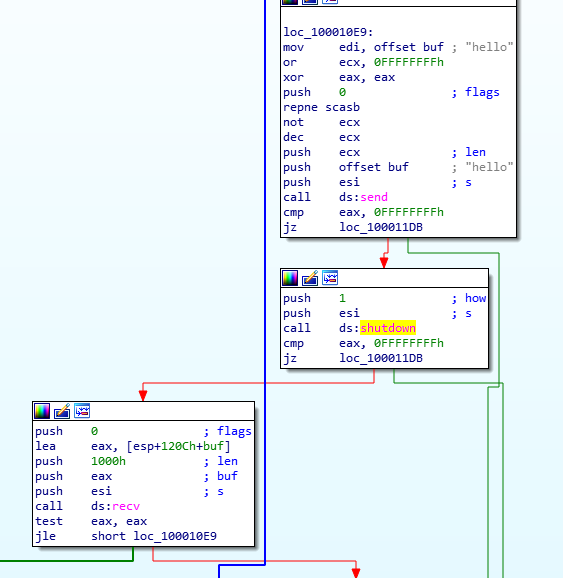 loc_100010E9:
mov edi, offset buf ; "hello"
or ecx, 0FFFFFFFFh
xor eax, eax
push 0 ; flags
repne scasb
not ecx
dec ecx
push ecx ; len
push offset buf ; "hello"
push esi ; s
call ds:send
cmp eax, 0FFFFFFFFh
jz loc_100011DB
push 1 ; how
push esi ; s
call ds:shutdown
cmp eax, 0FFFFFFFFh
jz loc_100011DB
push 0 ; flags
lea eax, [esp+120Ch+buf]
push 1000h ; len
push eax ; buf
push esi ; s
call ds:recv
test eax, eax
jle short loc_100010E9